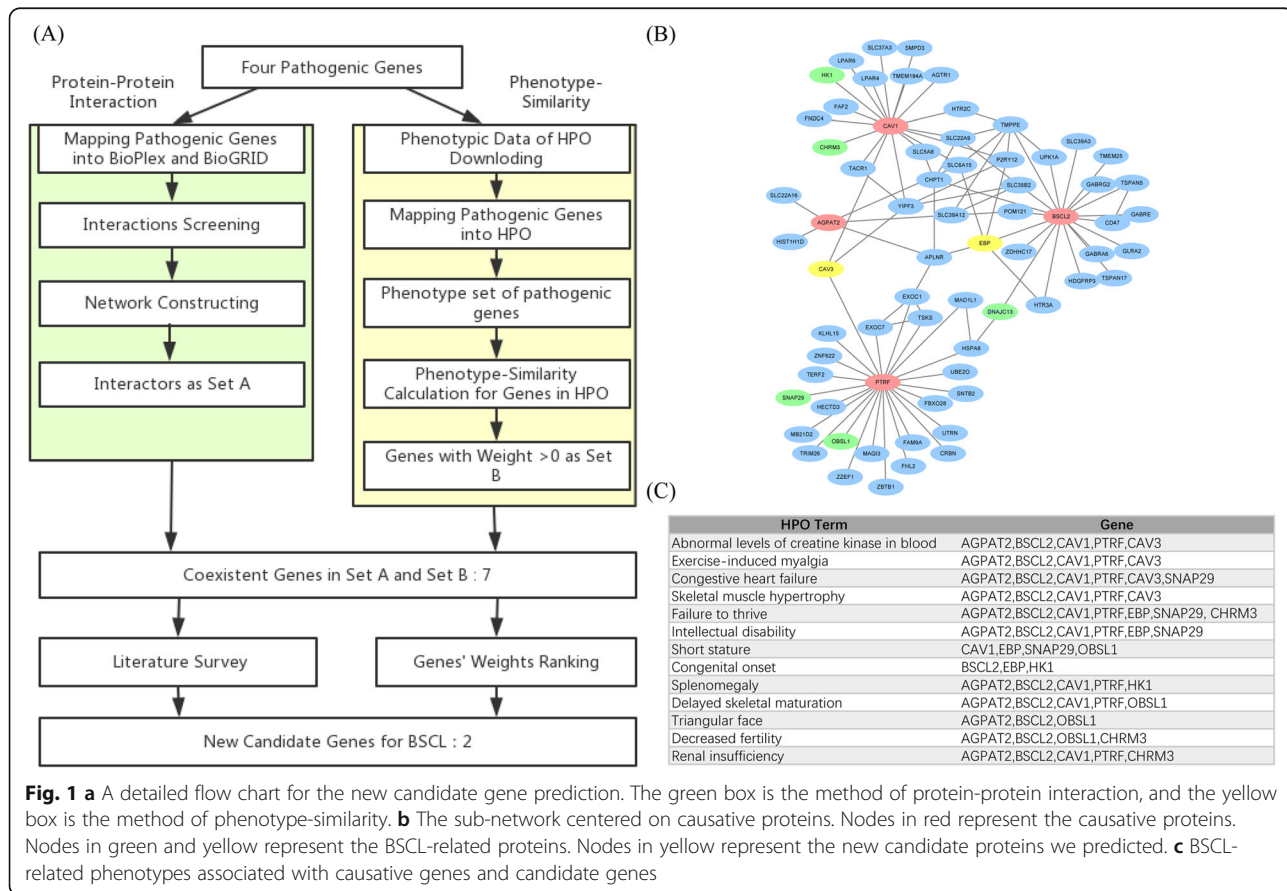 (A)
Four Pathogenic Genes
Protein-Protein
Interaction
Phenotype-
Similarity
Mapping Pathogenic Genes
into BioPlex and BioGRID
Interactions Screening
Network Constructing
Interactors as Set A
Phenotypic Data of HPO
Downloding
Mapping Pathogenic Genes
into HPO
Phenotype set of pathogenic
genes
Phenotype-Similarity
Calculation for Genes in HPO
Genes with Weight >0 as Set
B
Coexistent Genes in Set A and Set B : 7
Literature Survey
Genes' Weights Ranking
New Candidate Genes for BSCL : 2
(B)
SLC37A3
SMPD3
LPAR6
HK1
LPAR4
TMEM184A
AGTR1
FAF2
FNDC4
HTR2C
CAV1
TMPPE
SLC22A9
CHRM3
SLC5A8
P2RY12
UPK1A
SLC39A3
TMEM25
TACR1
SLC6A15
CHPT1
GABRG2
TSPAN5
SLC22A16
YIPF3
SLC35B2
SLC39A12
POM121
BSCL2
GABRE
CD47
AGPAT2
HIST1H1D
EBP
ZDHHC17
GABRA6
GLRA2
CAV3
APLNR
HDGFRP3
TSPAN17
EXOC1
MAD1L1
HTR3A
DNAJC13
TSKS
EXOC7
KLHL15
HSPA8
ZNF622
TERF2
PTRF
UBE2O
SNAP29
SNTB2
FBXO28
HECTD3
MB21D2
OBSL1
UTRN
TRIM26
MAGI3
FAM9A
CRBN
FHL2
ZZEF1
ZBTB1
(C)
HPO Term Gene
Abnormal levels of creatine kinase in blood AGPAT2,BSCL2,CAV1,PTRF,CAV3
Exercise-induced myalgia AGPAT2,BSCL2,CAV1,PTRF,CAV3
Congestive heart failure AGPAT2,BSCL2,CAV1,PTRF,CAV3,SNAP29
Skeletal muscle hypertrophy AGPAT2,BSCL2,CAV1,PTRF,CAV3
Failure to thrive AGPAT2,BSCL2,CAV1,PTRF,EBP,SNAP29, CHRM3
Intellectual disability AGPAT2,BSCL2,CAV1,PTRF,EBP,SNAP29
Short stature CAV1,EBP,SNAP29,OBSL1
Congenital onset BSCL2,EBP,HK1
Splenomegaly AGPAT2,BSCL2,CAV1,PTRF,HK1
Delayed skeletal maturation AGPAT2,BSCL2,CAV1,PTRF,OBSL1
Triangular face AGPAT2,BSCL2,OBSL1
Decreased fertility AGPAT2,BSCL2,OBSL1,CHRM3
Renal insufficiency AGPAT2,BSCL2,CAV1,PTRF,CHRM3
Fig. 1 a A detailed flow chart for the new candidate gene prediction. The green box is the method of protein-protein interaction, and the yellow
box is the method of phenotype-similarity. b The sub-network centered on causative proteins. Nodes in red represent the causative proteins.
Nodes in green and yellow represent the BSCL-related proteins. Nodes in yellow represent the new candidate proteins we predicted. c BSCL-
related phenotypes associated with causative genes and candidate genes